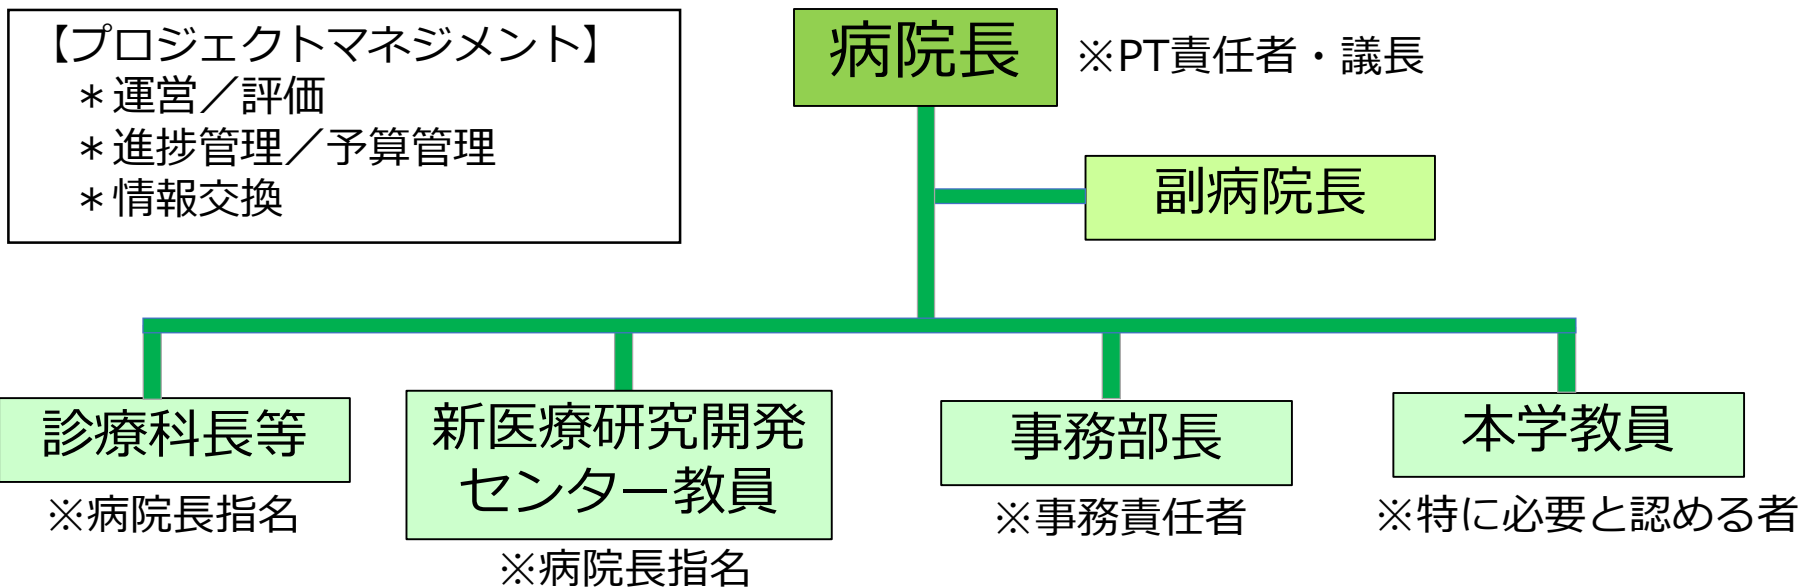 【プロジェクトマネジメント】
＊運営／評価
＊進捗管理／予算管理
＊情報交換
病院長
※PT責任者・議長
副病院長
診療科長等
※病院長指名
新医療研究開発
センター教員
※病院長指名
事務部長
※事務責任者
本学教員
※特に必要と認める者